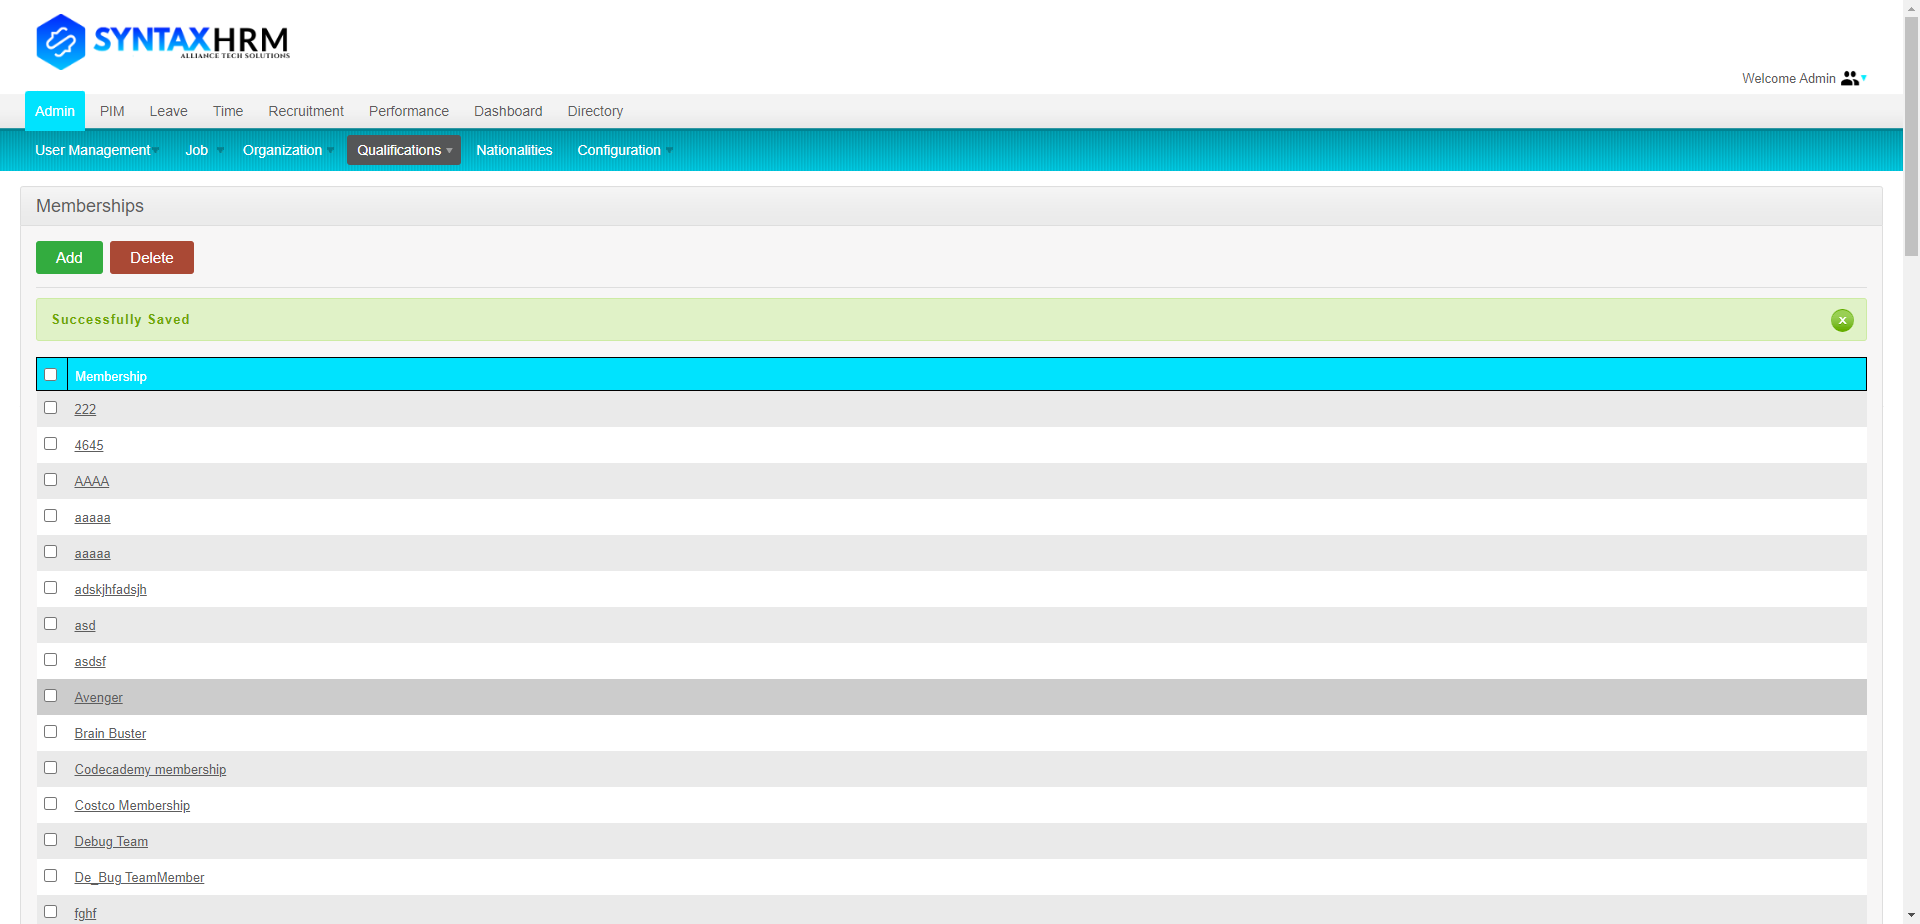 SYNTAXHRM
ALLIANCE TECH SOLUTIONS
Welcome Admin
Admin PIM Leave Time Recruitment Performance Dashboard Directory
User Management Job Organization Qualifications Nationalities Configuration
Memberships
Add Delete
Successfully Saved x
Membership
222
4645
AAAA
aaaaa
aaaaa
adskjhfadsjh
asd
asdsf
Avenger
Brain Buster
Codecademy membership
Costco Membership
Debug Team
De_Bug TeamMember
fghf